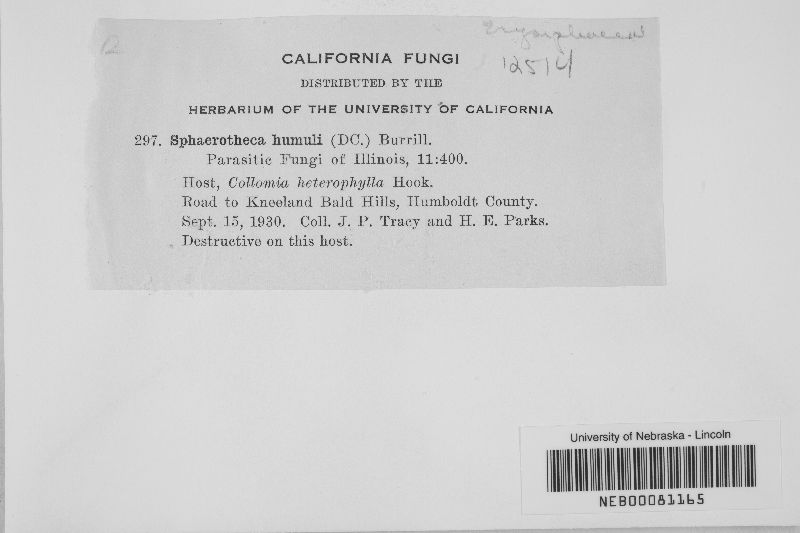 Erysiphaceae
12514
CALIFORNIA FUNGI
DISTRIBUTED BY THE
HERBARIUM OF THE UNIVERSITY OF CALIFORNIA
297. Sphaerotheca humuli (DC.) Burrill.
Parasitic Fungi of Illinois, 11:400.
Host, Collomia heterophylla Hook.
Road to Kneeland Bald Hills, Humboldt County.
Sept. 15, 1930. Coll. J. P. Tracy and H. E. Parks.
Destructive on this host.
University of Nebraska - Lincoln
NEB00081165